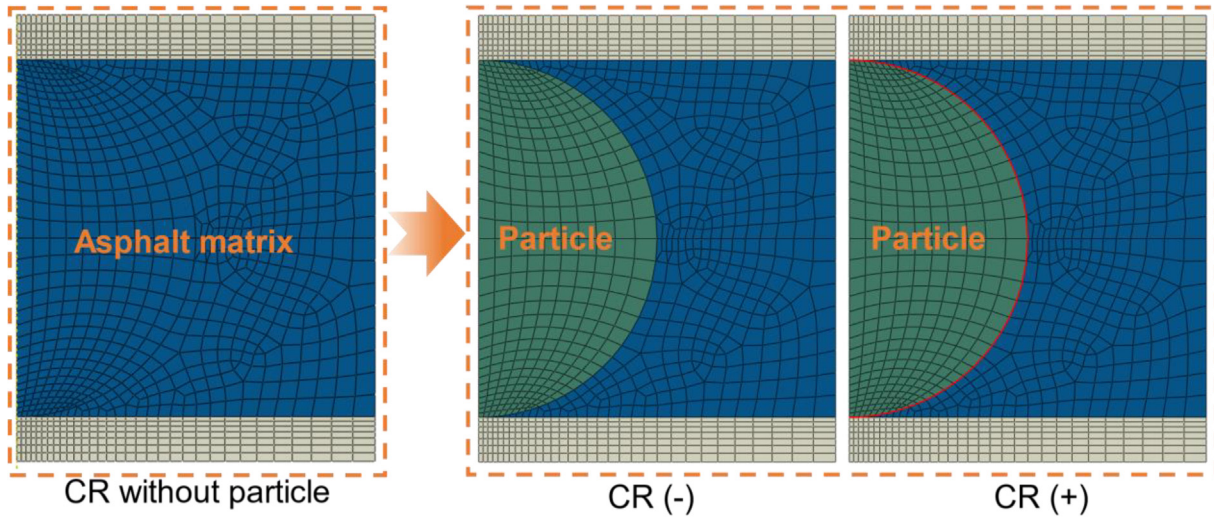 Asphalt matrix
Particle
Particle
CR without particle
CR (-)
CR (+)